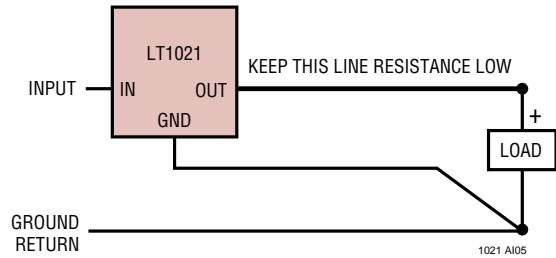 LT1021
KEEP THIS LINE RESISTANCE LOW
INPUT
IN
OUT
GND
+
LOAD
GROUND
RETURN
1021 AI05